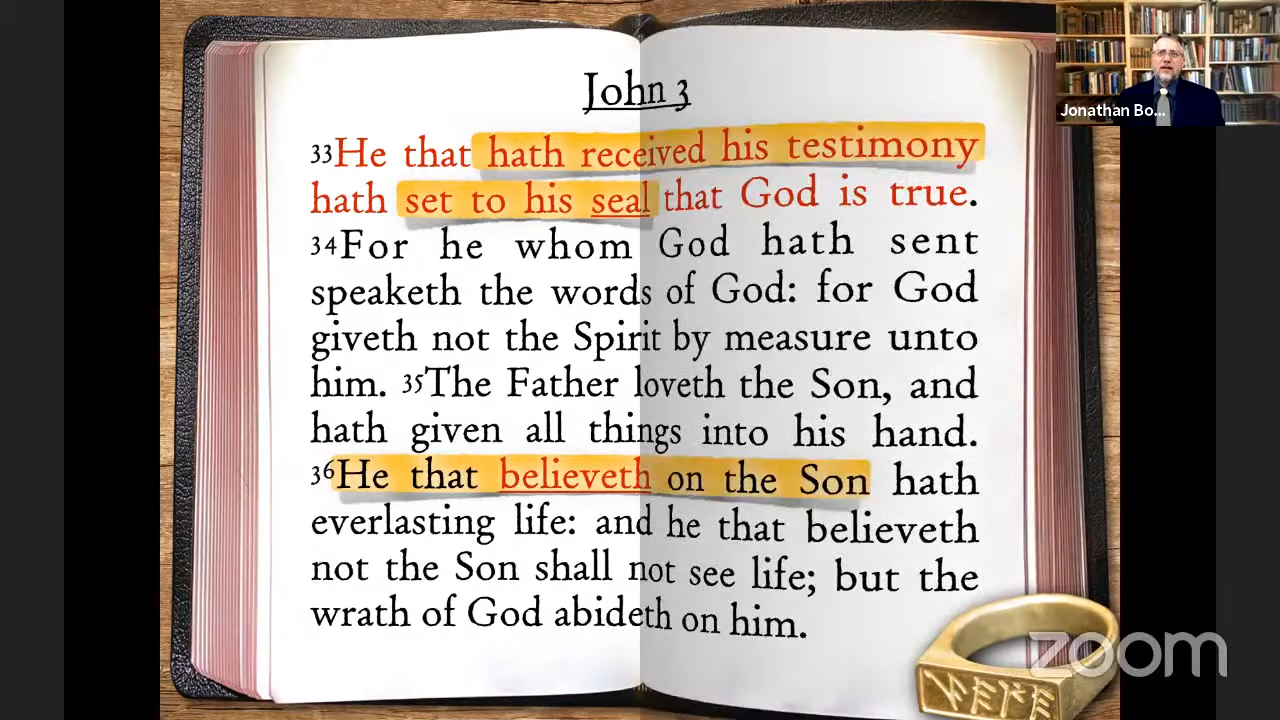 John 3
33He that hath received his testimony
hath set to his seal that God is true.
34For he whom God hath sent
speaketh the words of God: for God
giveth not the Spirit by measure unto
him. 35The Father loveth the Son, and
hath given all things into his hand.
36He that believeth on the Son hath
everlasting life: and he that believeth
not the Son shall not see life; but the
wrath of God abideth on him.
Jonathan Bo...
zoom